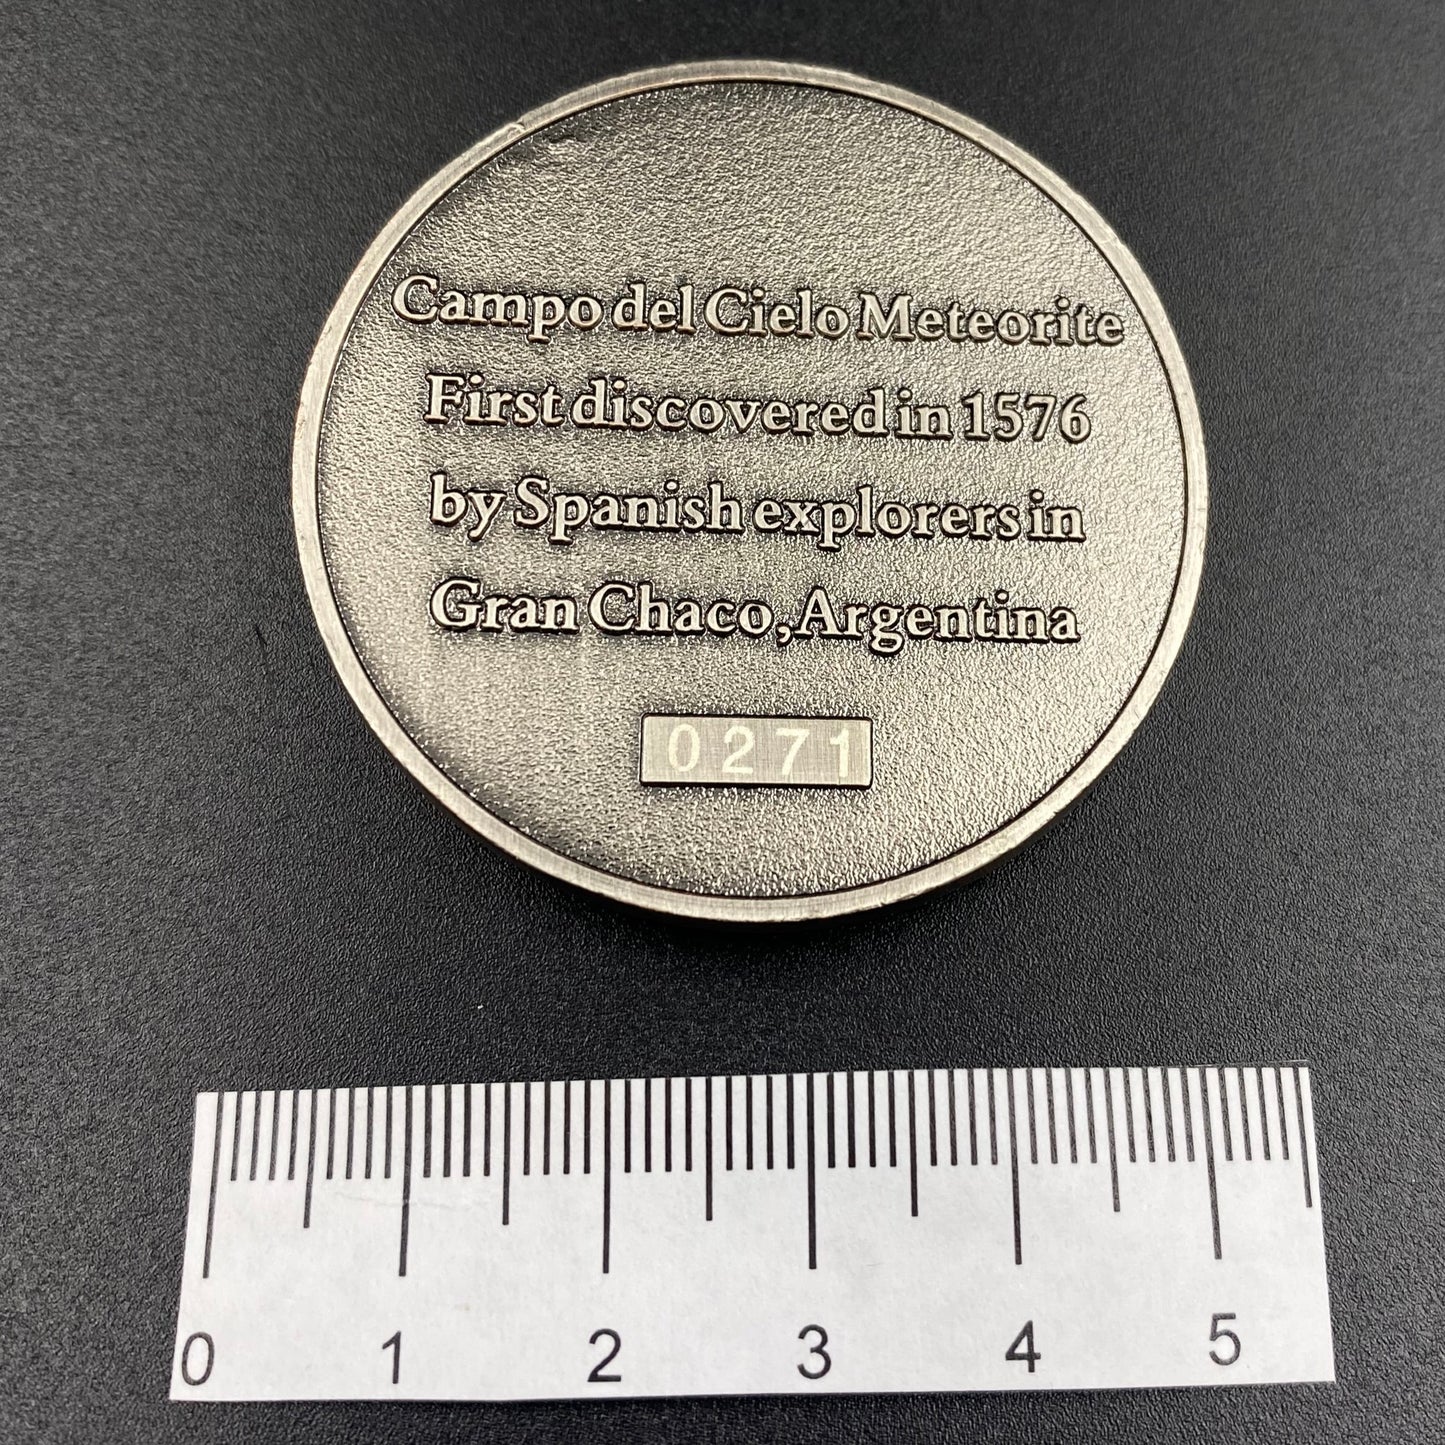 Campo del Cielo Meteorite
First discovered in 1576
by Spanish explorers in
Gran Chaco, Argentina
0271
0 1 2 3 4 5